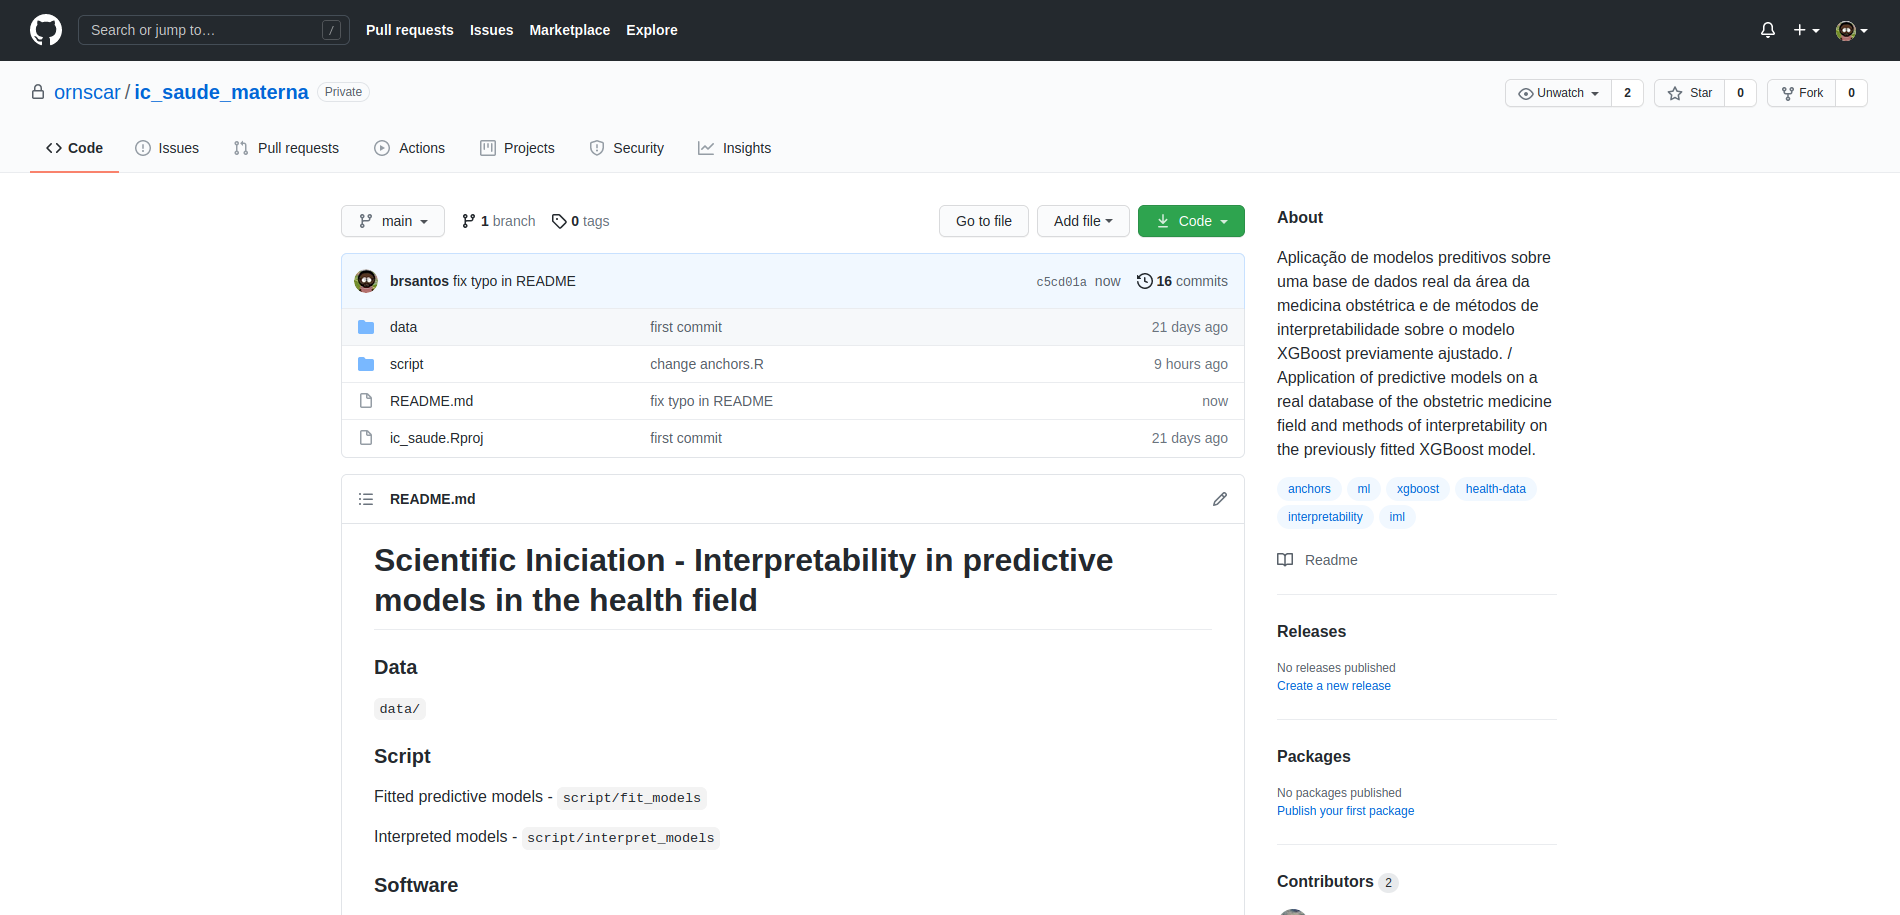 Search or jump to… /
Pull requests Issues Marketplace Explore
ornscar / ic_saude_materna Private
Unwatch 2 Star 0 Fork 0
Code Issues Pull requests Actions Projects Security Insights
main 1 branch 0 tags Go to file Add file Code
brsantos fix typo in README c5cd01a now 16 commits
data first commit 21 days ago
script change anchors.R 9 hours ago
README.md fix typo in README now
ic_saude.Rproj first commit 21 days ago
README.md
Scientific Iniciation - Interpretability in predictive
models in the health field
Data
data/
Script
Fitted predictive models - script/fit_models
Interpreted models - script/interpret_models
Software
About
Aplicação de modelos preditivos sobre
uma base de dados real da área da
medicina obstétrica e de métodos de
interpretabilidade sobre o modelo
XGBoost previamente ajustado. /
Application of predictive models on a
real database of the obstetric medicine
field and methods of interpretability on
the previously fitted XGBoost model.
anchors ml xgboost health-data
interpretability iml
Readme
Releases
No releases published
Create a new release
Packages
No packages published
Publish your first package
Contributors 2